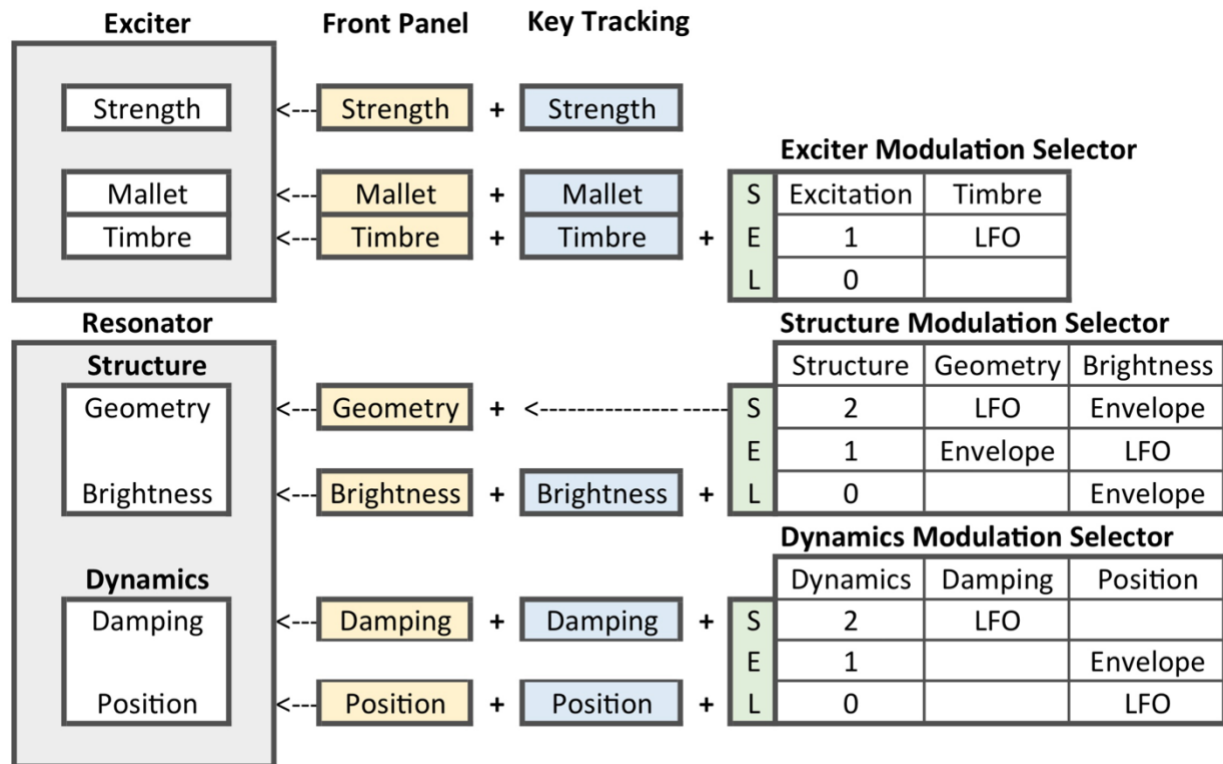 Exciter Front Panel Key Tracking
Strength <--- Strength + Strength
Exciter Modulation Selector
Mallet <--- Mallet + Mallet S Excitation Timbre
Timbre <--- Timbre + Timbre + E 1 LFO
L 0
Resonator Structure Modulation Selector
Structure Structure Geometry Brightness
Geometry <--- Geometry + <--------------- ----- S 2 LFO Envelope
E 1 Envelope LFO
Brightness <--- Brightness + Brightness + L 0 Envelope
Dynamics Modulation Selector
Dynamics Dynamics Damping Position
Damping <--- Damping + Damping + S 2 LFO
E 1 Envelope
Position <--- Position + Position + L 0 LFO